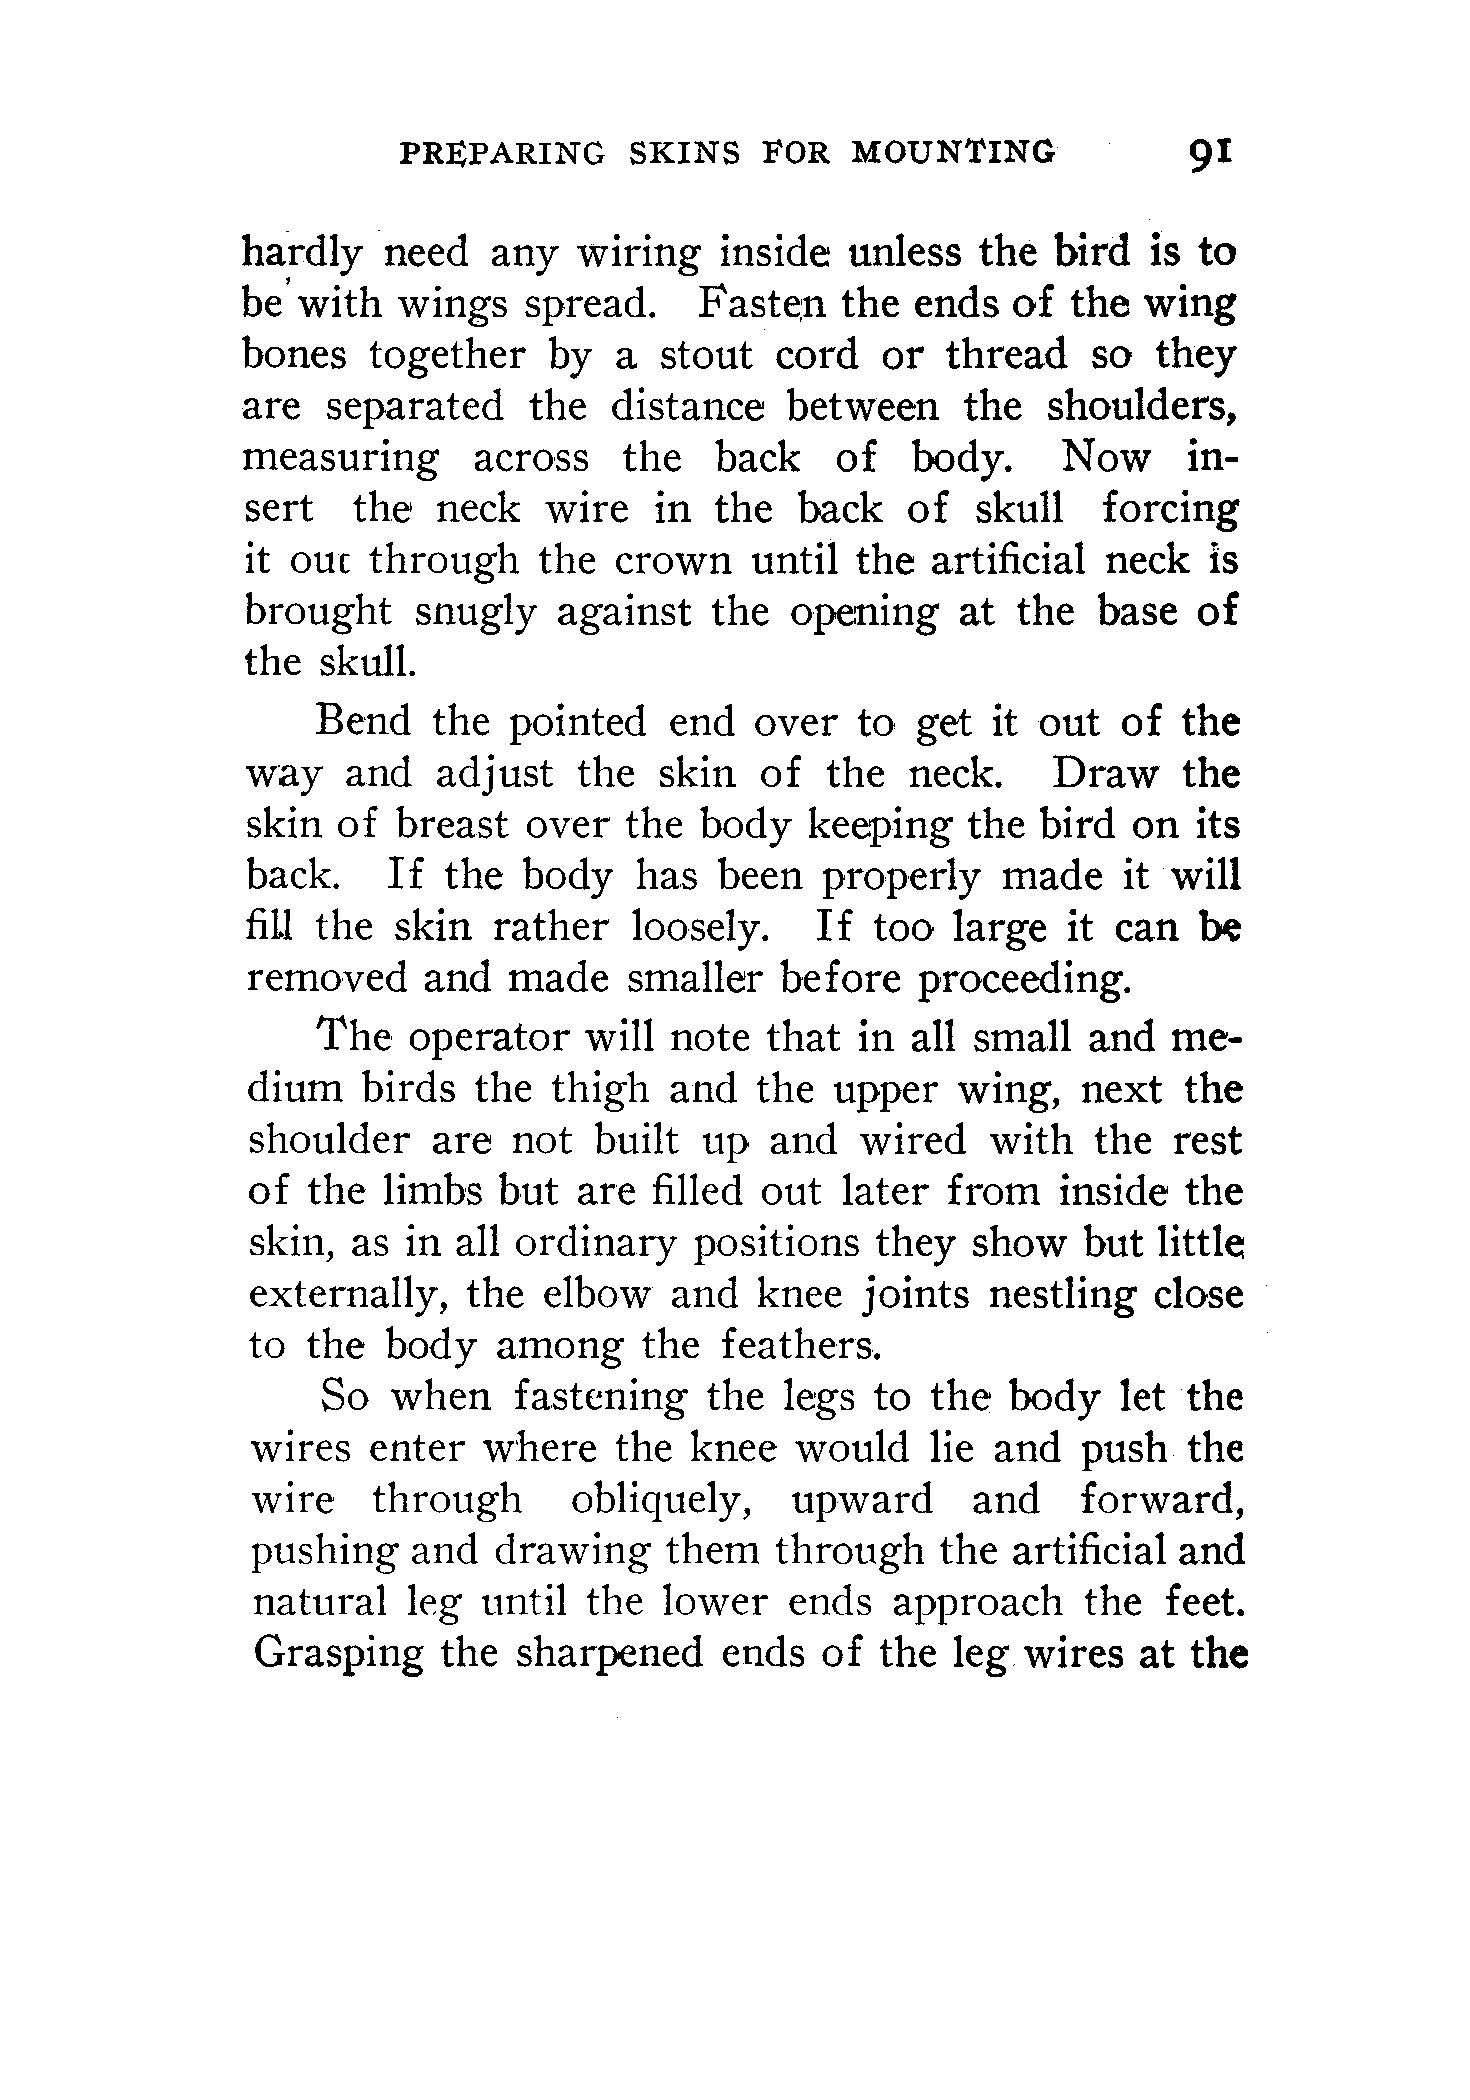 PREPARING SKINS FOR MOUNTING 91
hardly need any wiring inside unless the bird is to
be with wings spread. Fasten the ends of the wing
bones together by a stout cord or thread so they
are separated the distance between the shoulders,
measuring across the back of body. Now in-
sert the neck wire in the back of skull forcing
it out through the crown until the artificial neck is
brought snugly against the opening at the base of
the skull.
Bend the pointed end over to get it out of the
way and adjust the skin of the neck. Draw the
skin of breast over the body keeping the bird on its
back. If the body has been properly made it will
fill the skin rather loosely. If too large it can be
removed and made smaller before proceeding.
The operator will note that in all small and me-
dium birds the thigh and the upper wing, next the
shoulder are not built up and wired with the rest
of the limbs but are filled out later from inside the
skin, as in all ordinary positions they show but little
externally, the elbow and knee joints nestling close
to the body among the feathers.
So when fastening the legs to the body let the
wires enter where the knee would lie and push the
wire through obliquely, upward and forward,
pushing and drawing them through the artificial and
natural leg until the lower ends approach the feet.
Grasping the sharpened ends of the leg wires at the